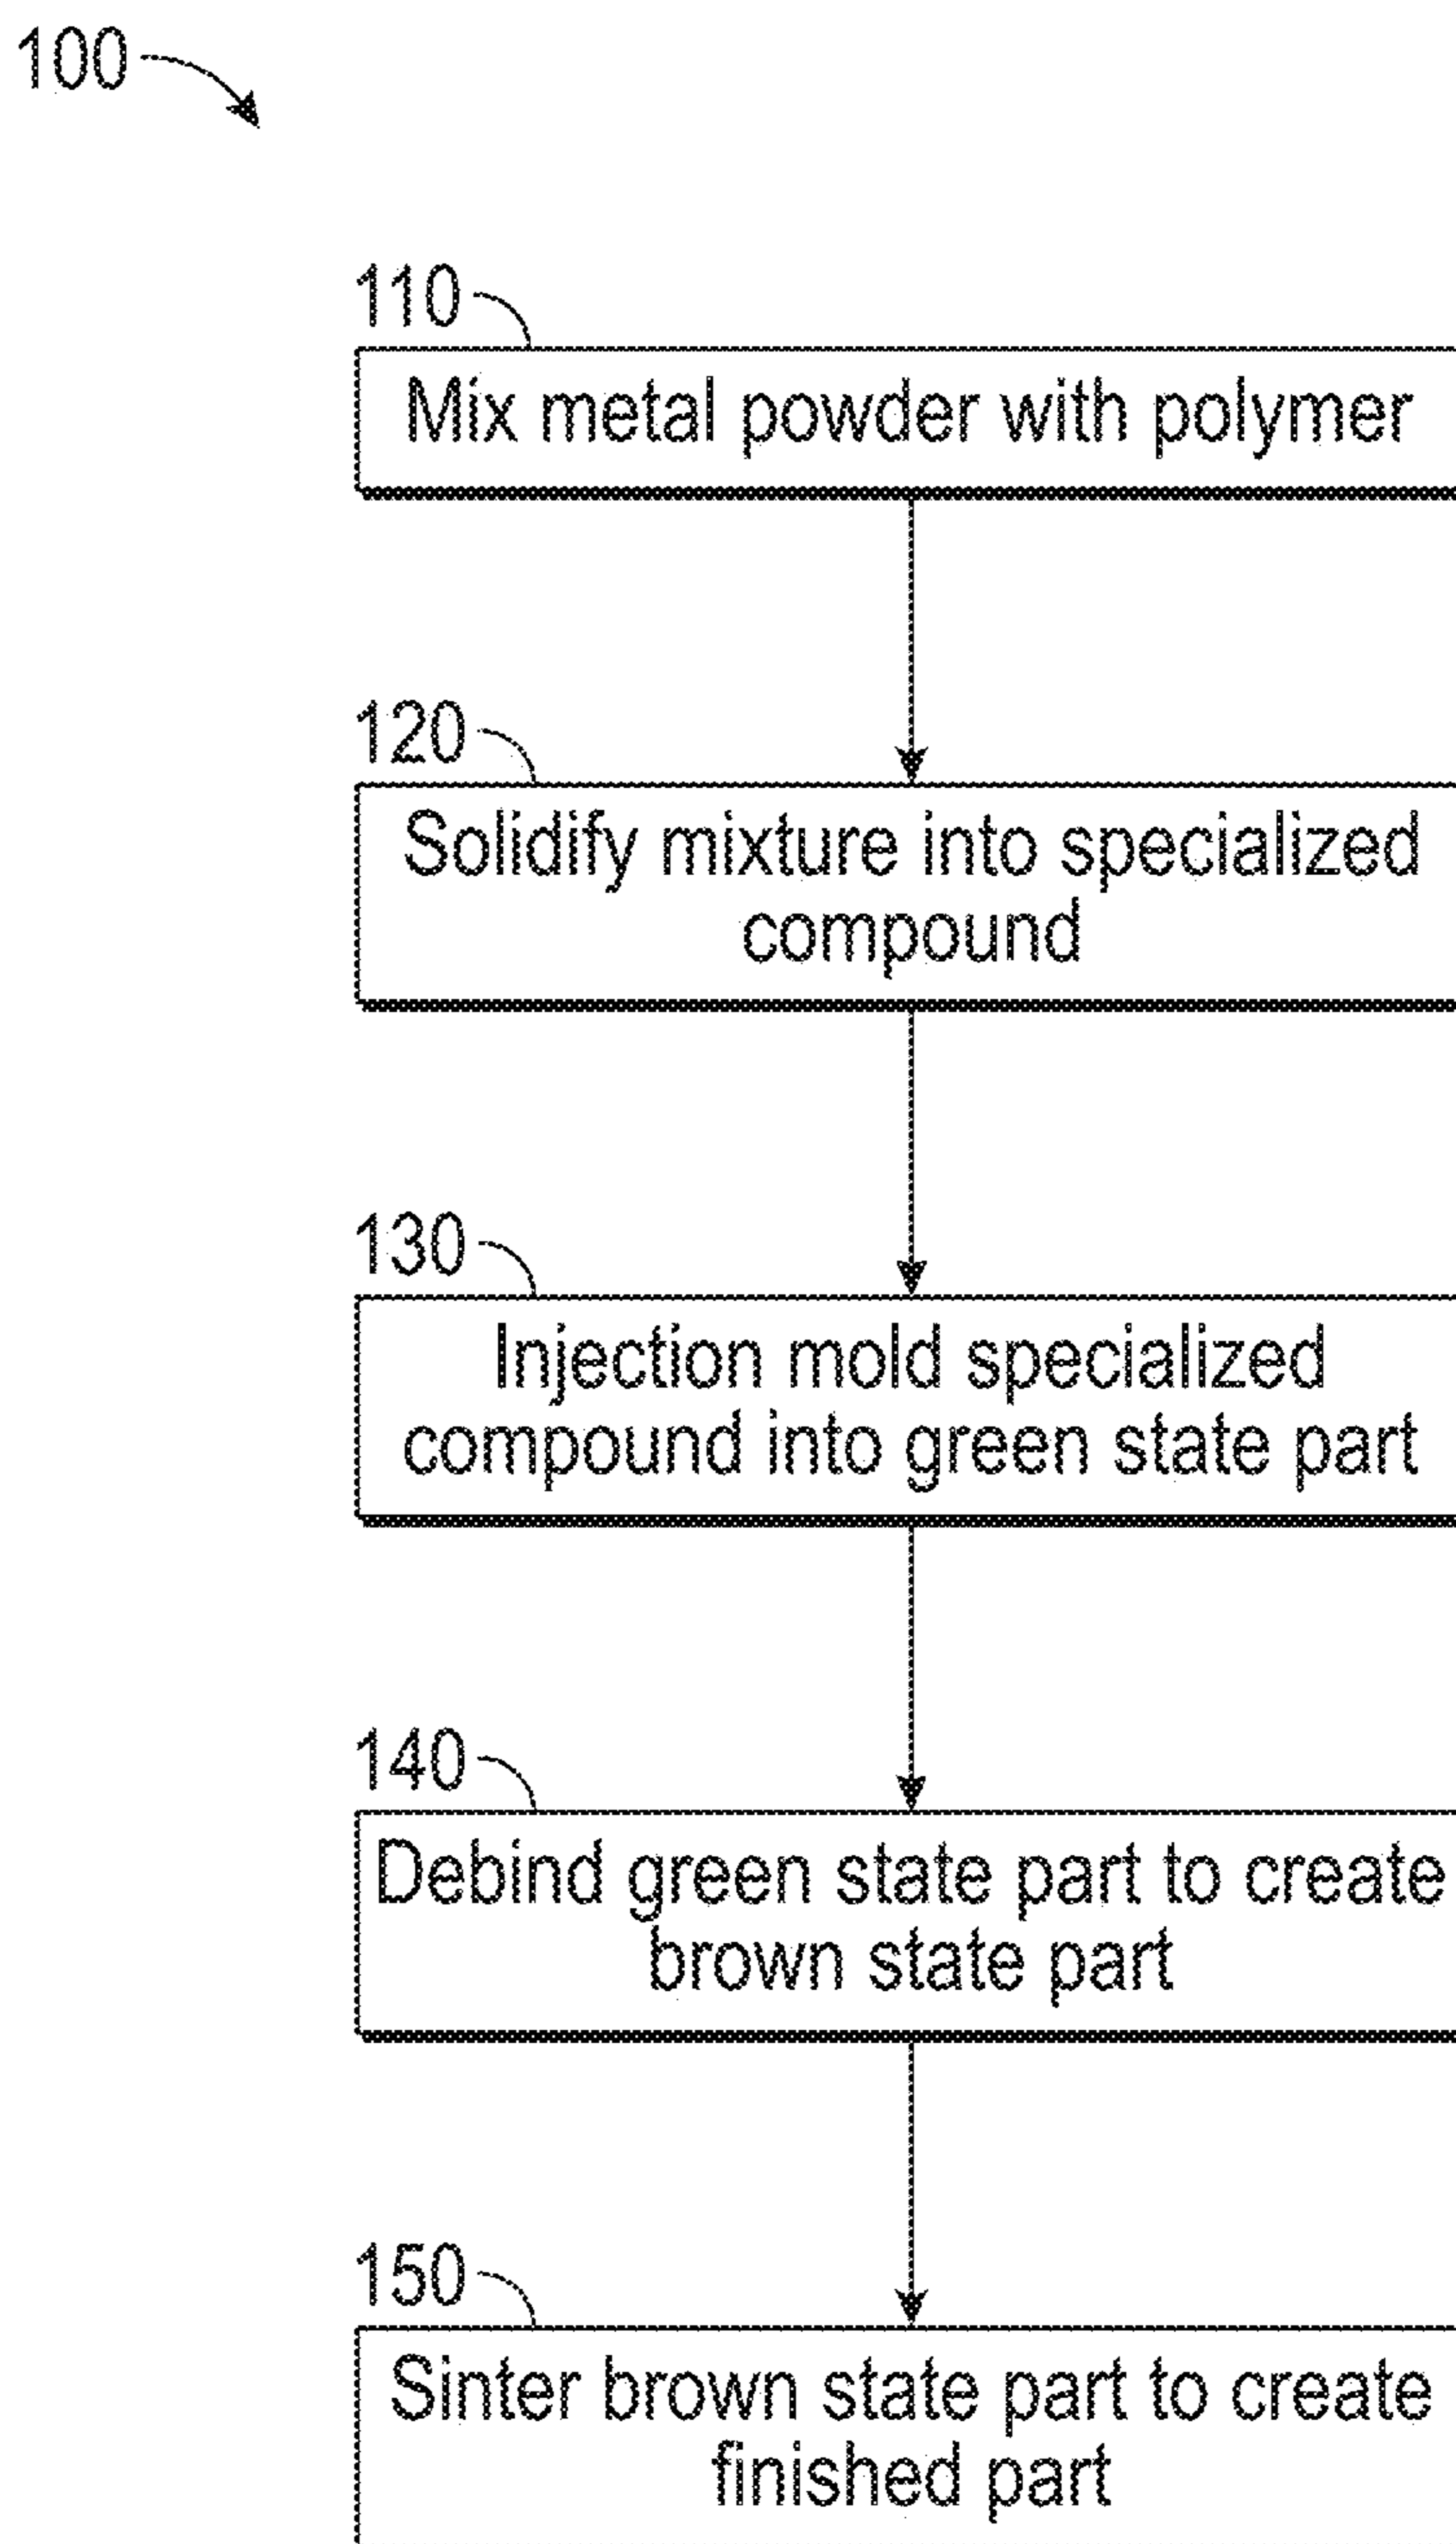 100
110
Mix metal powder with polymer
120
Solidify mixture into specialized
compound
130
Injection mold specialized
compound into green state part
140
Debind green state part to create
brown state part
150
Sinter brown state part to create
finished part